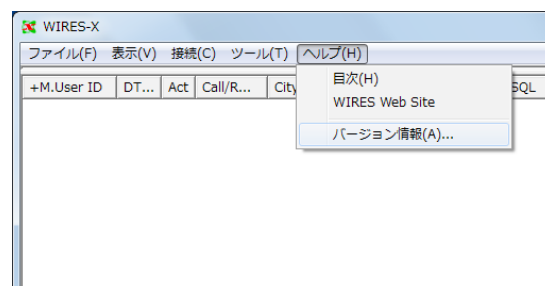 WIRES-X
ファイル(F) 表示(V) 接続(C) ツール(T) ヘルプ(H)
+M.User ID DT... Act Call/R... City SQL
目次(H)
WIRES Web Site
バージョン情報(A)...